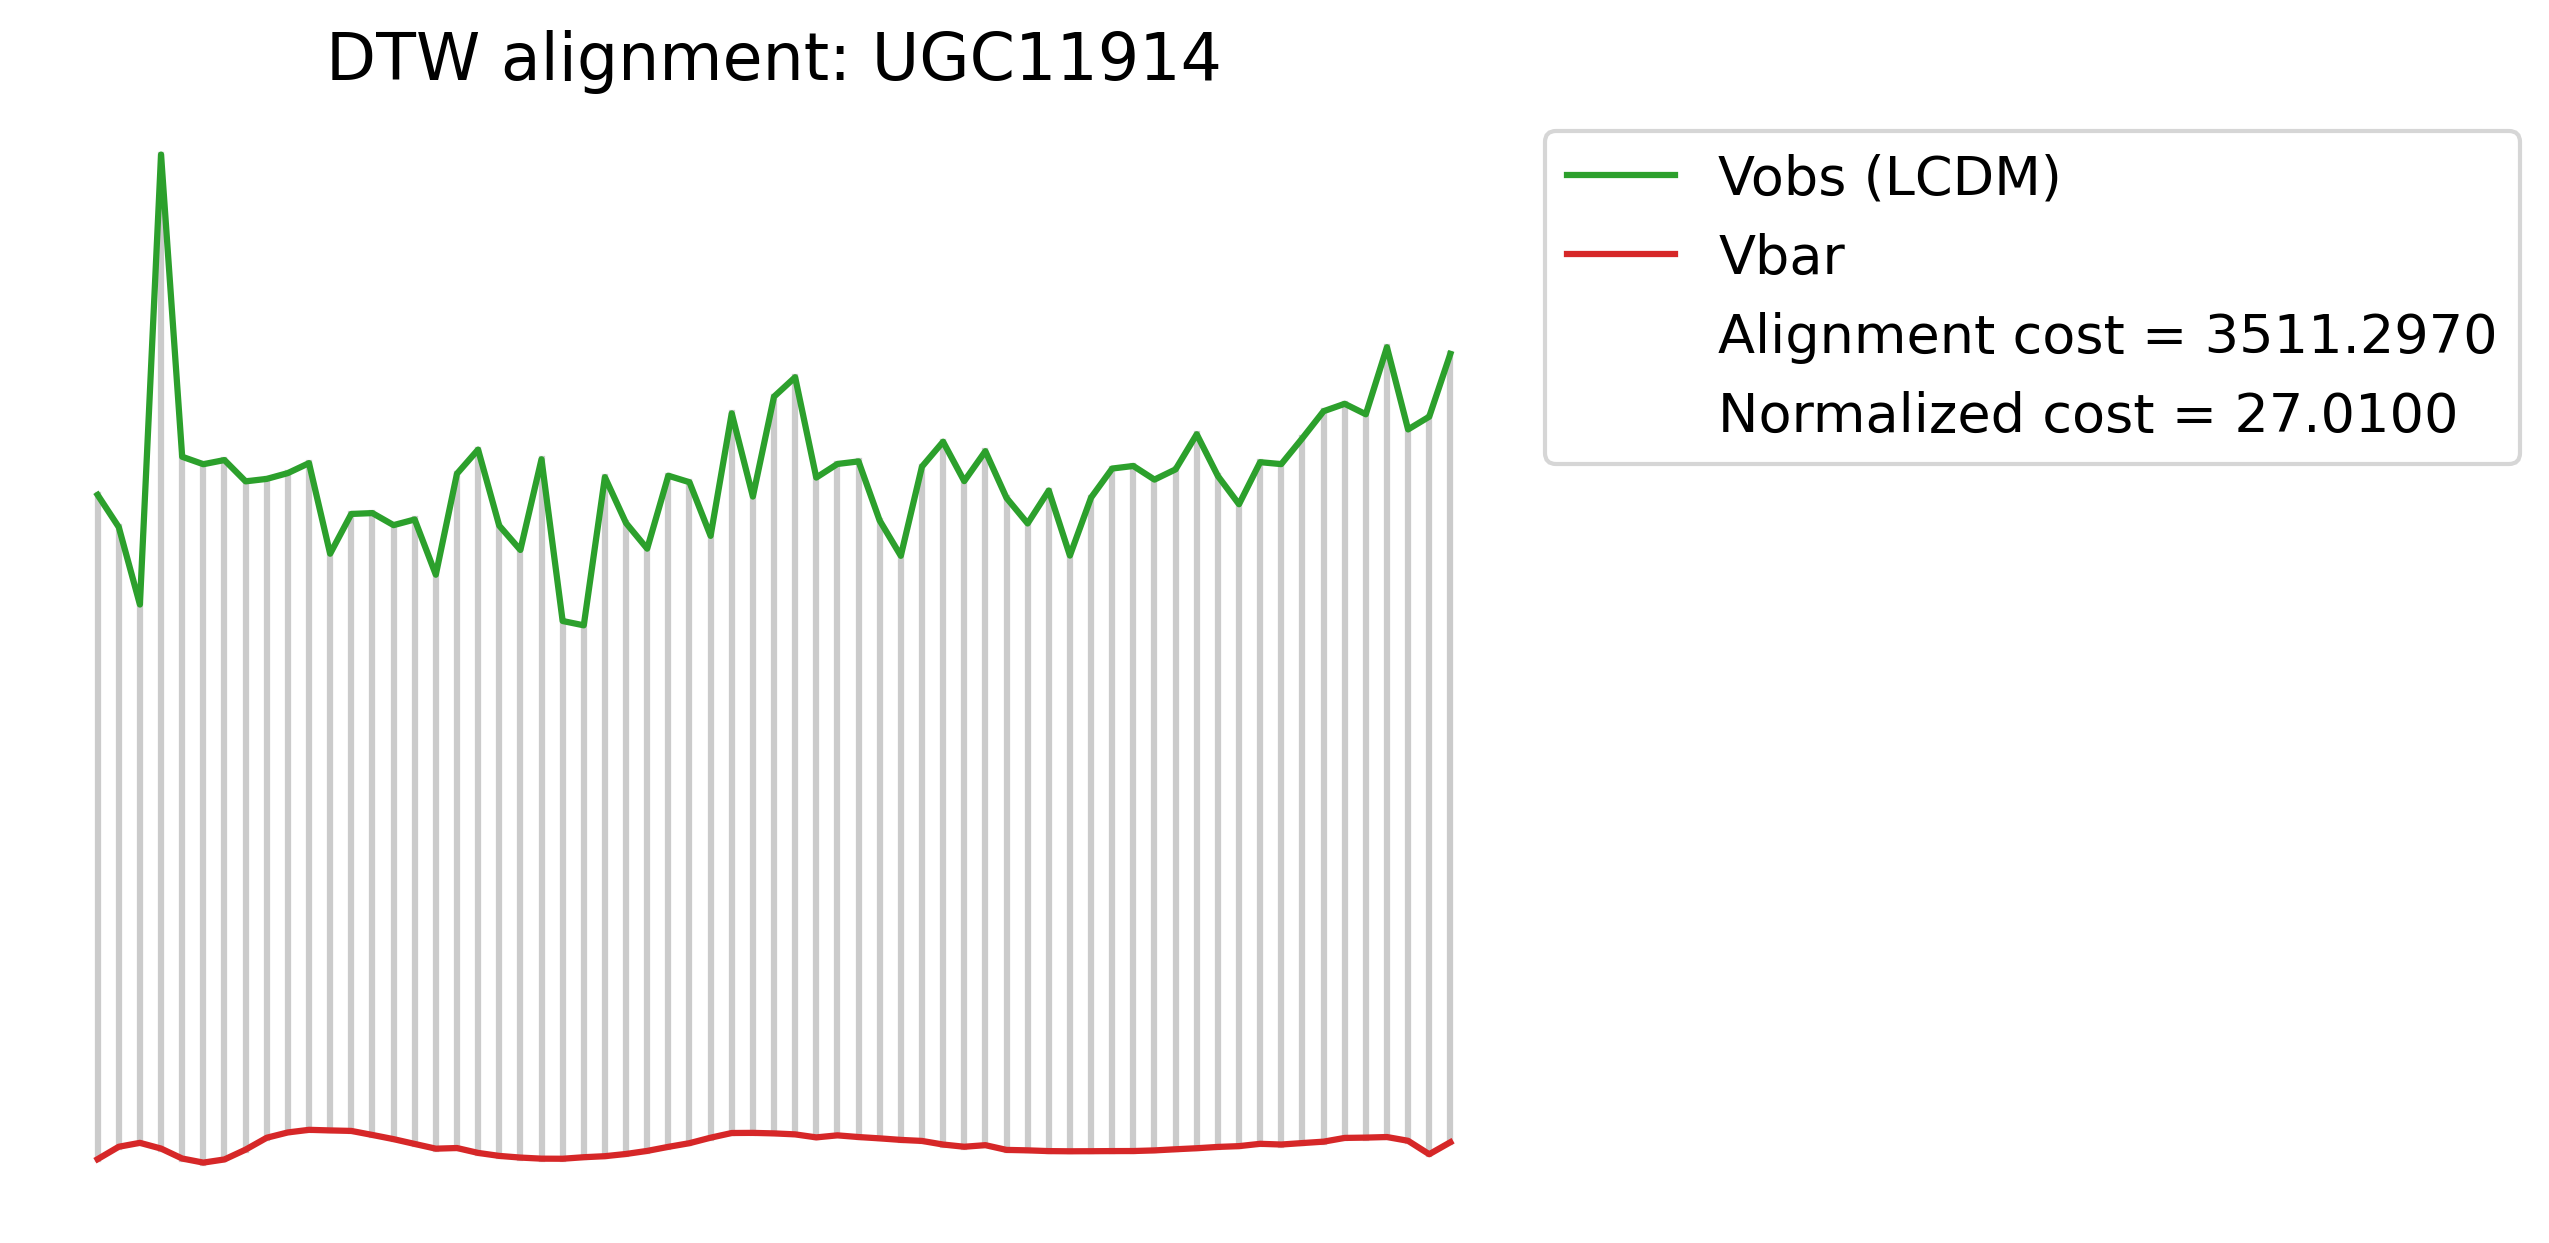 DTW alignment: UGC11914
Vobs (LCDM)
Vbar
Alignment cost = 3511.2970
Normalized cost = 27.0100